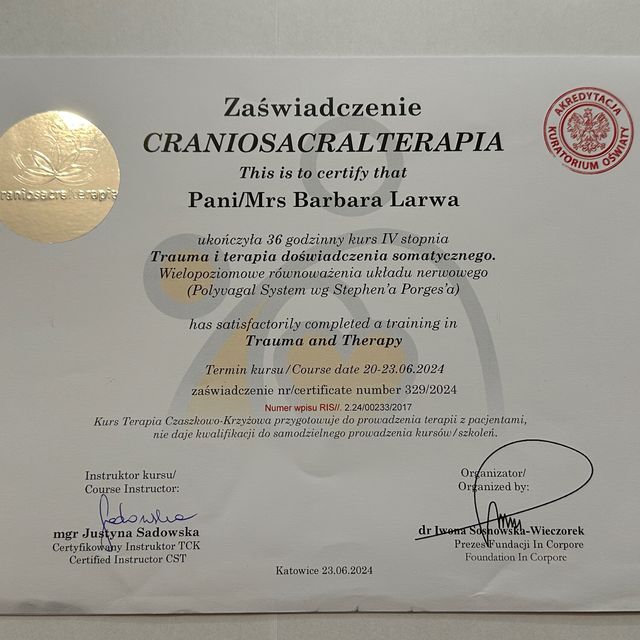 Zaświadczenie
CRANIOSACRALTERAPIA
This is to certify that
Pani/Mrs Barbara Larwa
ukończyła 36 godzinny kurs IV stopnia
Trauma i terapia doświadczenia somatycznego.
Wielopoziomowe równoważenia układu nerwowego
(Polyvagal System wg Stephen'a Porges'a)
has satisfactorily completed a training in
Trauma and Therapy
Termin kursu/Course date 20-23.06.2024
zaświadczenie nr/certificate number 329/2024
Numer wpisu RIS//. 2.24/00233/2017
Kurs Terapia Czaszkowo-Krzyżowa przygotowuje do prowadzenia terapii z pacjentami,
nie daje kwalifikacji do samodzielnego prowadzenia kursów/szkoleń.
Instruktor kursu/
Course Instructor:
Sadowska
mgr Justyna Sadowska
Certyfikowany Instruktor TCK
Certified Instructor CST
Organizator/
Organized by:
dr Iwona Sosnowska-Wieczorek
Prezes Fundacji In Corpore
Foundation In Corpore
Katowice 23.06.2024
craniosacralterapia
AKREDYTACJA
KURATORIUM OŚWIATY